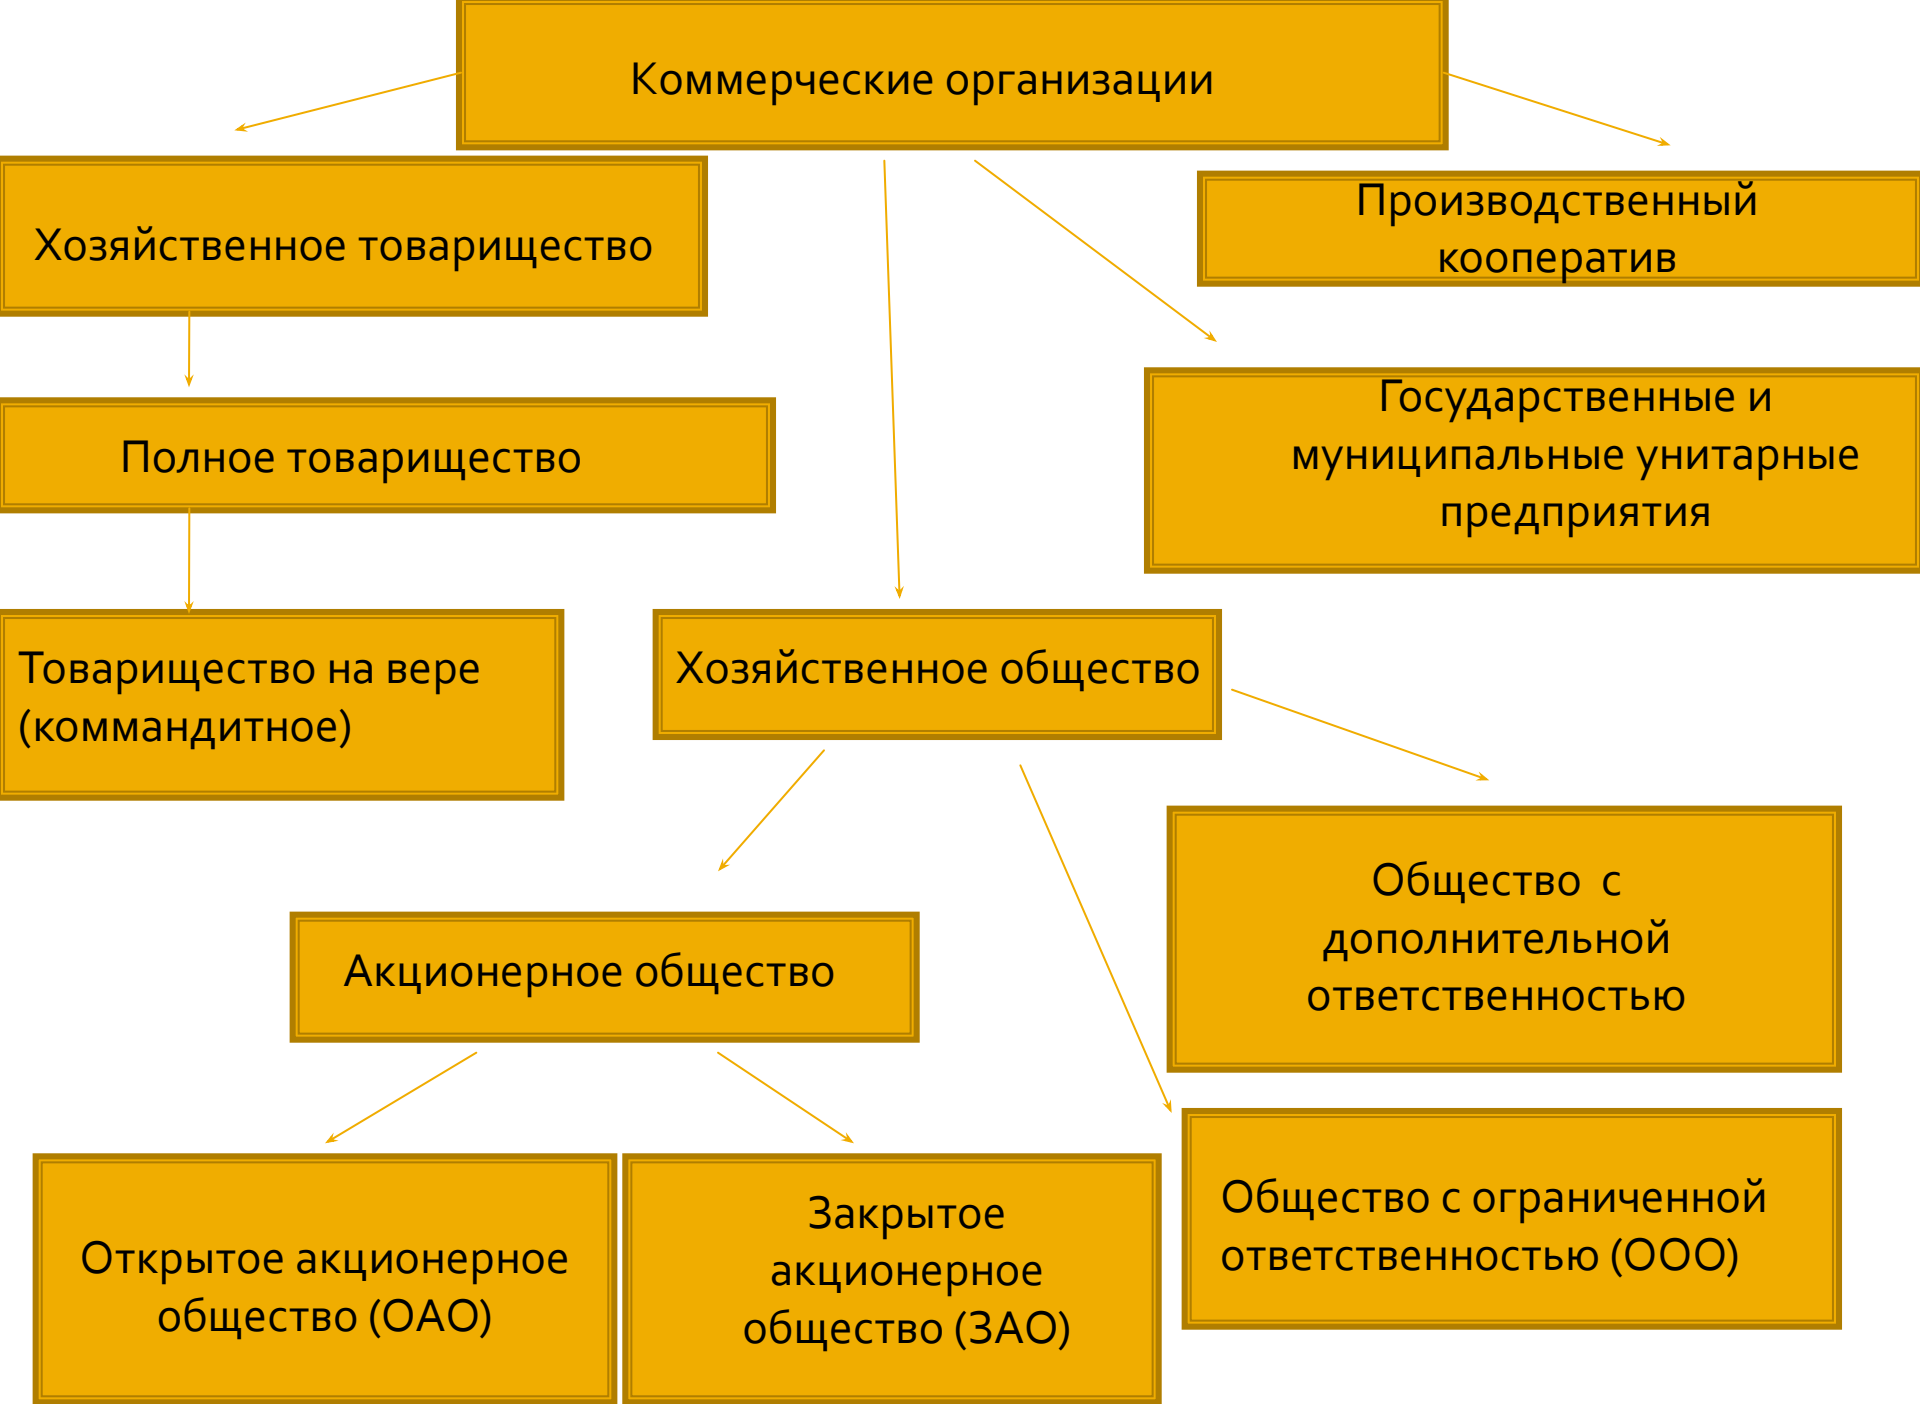 Коммерческие организации
Хозяйственное товарищество
Производственный
кооператив
Государственные и
муниципальные унитарные
предприятия
Полное товарищество
Товарищество на вере
(коммандитное)
Хозяйственное общество
Общество с
дополнительной
ответственностью
Акционерное общество
Общество с ограниченной
ответственностью (ООО)
Открытое акционерное
общество (ОАО)
Закрытое
акционерное
общество (ЗАО)